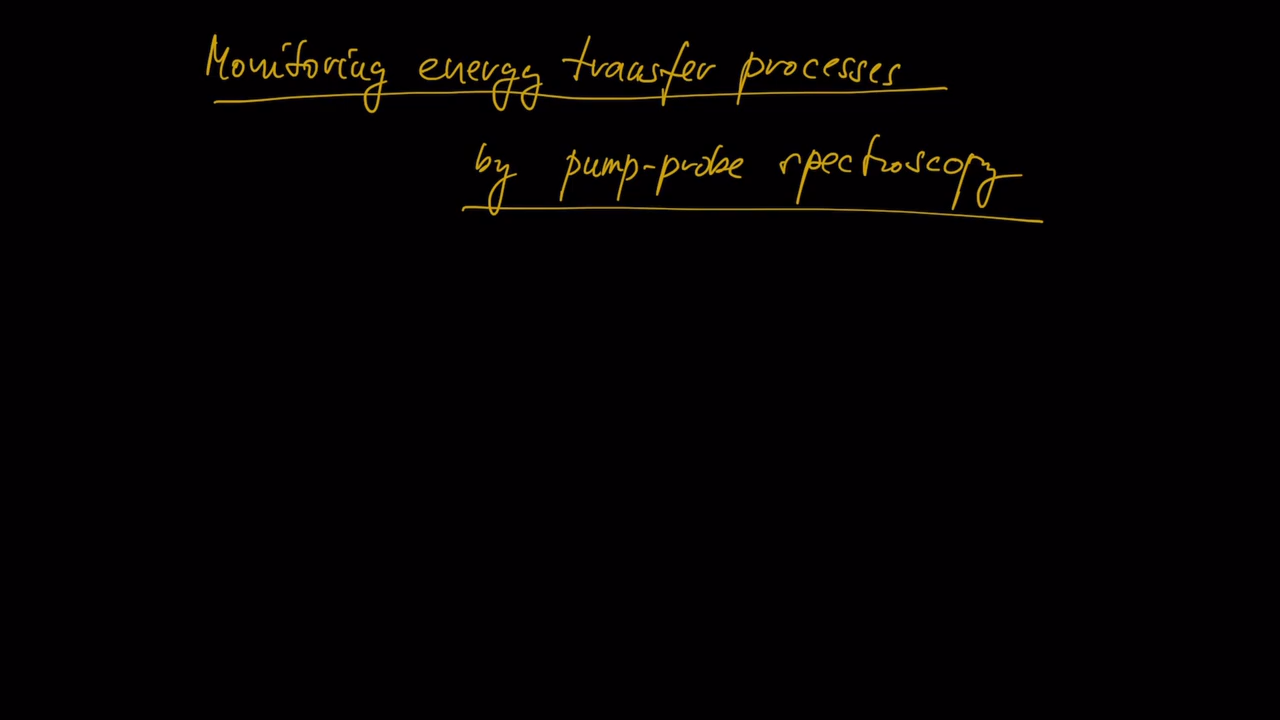 Monitoring energy transfer processes
by pump-probe spectroscopy